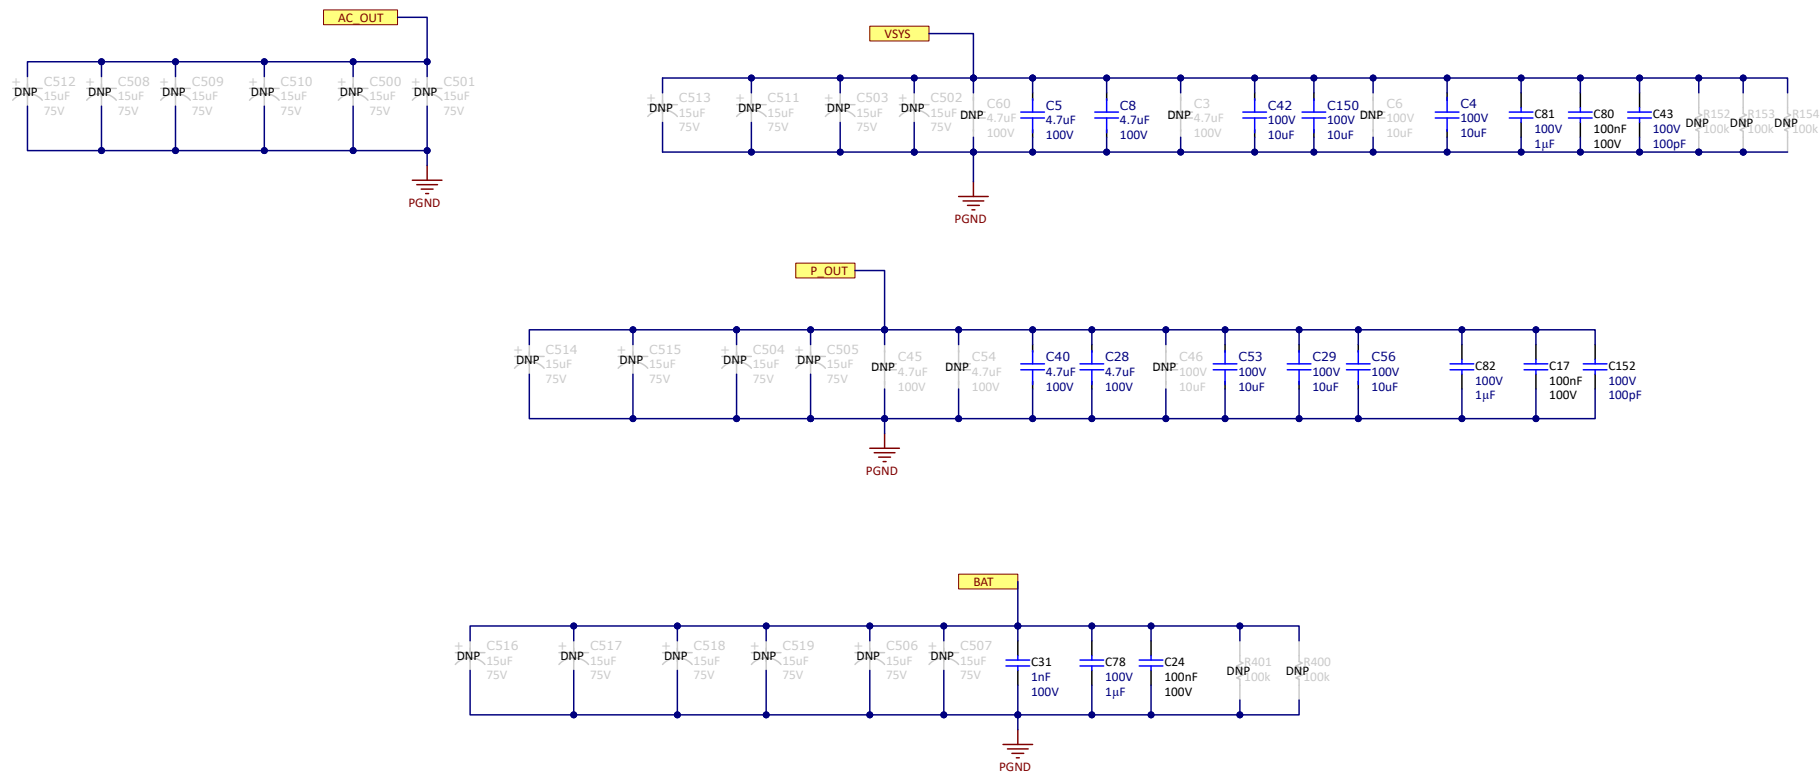 AC_OUT
C512
15uF
75V
DNP
C508
15uF
75V
DNP
C509
15uF
75V
DNP
C510
15uF
75V
DNP
C500
15uF
75V
DNP
C501
15uF
75V
DNP
PGND
VSYS
C513
15uF
75V
DNP
C511
15uF
75V
DNP
C503
15uF
75V
DNP
C502
15uF
75V
DNP
C60
4.7uF
100V
DNP
C5
4.7uF
100V
C8
4.7uF
100V
C3
4.7uF
100V
DNP
C42
100V
10uF
C150
100V
10uF
C6
100V
10uF
DNP
C4
100V
10uF
C81
100V
1µF
C80
100nF
100V
C43
100V
100pF
R152
100k
DNP
R153
100k
DNP
R154
100k
DNP
PGND
P_OUT
C514
15uF
75V
DNP
C515
15uF
75V
DNP
C504
15uF
75V
DNP
C505
15uF
75V
DNP
C45
4.7uF
100V
DNP
C54
4.7uF
100V
DNP
C40
4.7uF
100V
C28
4.7uF
100V
C46
100V
10uF
DNP
C53
100V
10uF
C29
100V
10uF
C56
100V
10uF
C82
100V
1µF
C17
100nF
100V
C152
100V
100pF
PGND
BAT
C516
15uF
75V
DNP
C517
15uF
75V
DNP
C518
15uF
75V
DNP
C519
15uF
75V
DNP
C506
15uF
75V
DNP
C507
15uF
75V
DNP
C31
1nF
100V
C78
100V
1µF
C24
100nF
100V
R401
100k
DNP
R400
100k
DNP
PGND